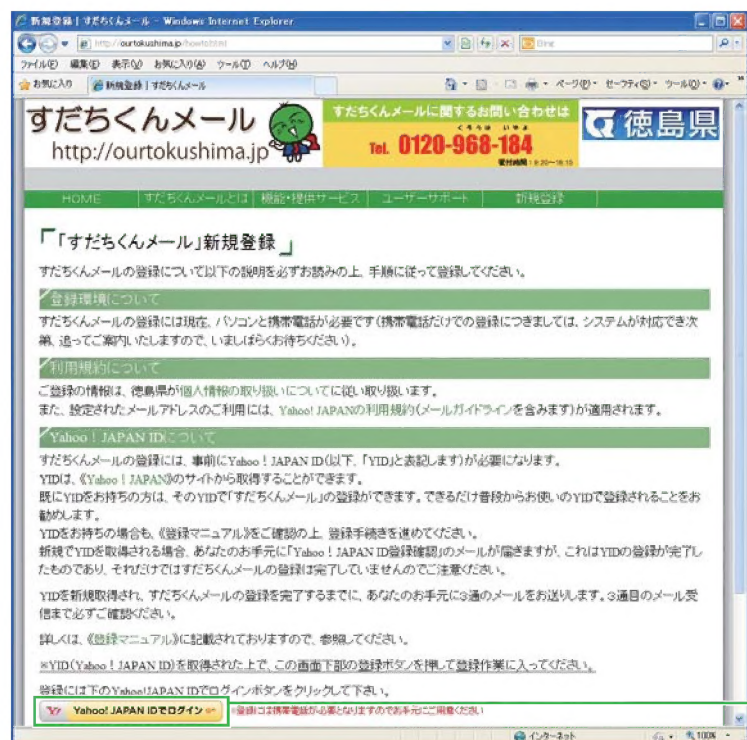 新規登録 | すだちくんメール - Windows Internet Explorer
http://ourtokushima.jp/howto.html
Bing
ファイル(F) 編集(E) 表示(V) お気に入り(A) ツール(T) ヘルプ(H)
お気に入り 新規登録 | すだちくんメール ページ(P) セーフティ(S) ツール(O)
すだちくんメール
http://ourtokushima.jp
すだちくんメールに関するお問い合わせは
くろうは いやよ
Tel. 0120-968-184
受付時間：9:20〜18:15
徳島県
HOME すだちくんメールとは 機能・提供サービス ユーザーサポート 新規登録
「「すだちくんメール」新規登録 」
すだちくんメールの登録について以下の説明を必ずお読みの上、手順に従って登録してください。
登録環境について
すだちくんメールの登録には現在、パソコンと携帯電話が必要です(携帯電話だけでの登録につきましては、システムが対応でき次
第、追ってご案内いたしますので、いましばらくお待ちください)。
利用規約について
ご登録の情報は、徳島県が個人情報の取り扱いについてに従い取り扱います。
また、設定されたメールアドレスのご利用には、Yahoo! JAPANの利用規約(メールガイドラインを含みます)が適用されます。
Yahoo！JAPAN IDについて
すだちくんメールの登録には、事前にYahoo！JAPAN ID(以下、「YID」と表記します)が必要になります。
YIDは、《Yahoo！JAPAN》のサイトから取得することができます。
既にYIDをお持ちの方は、そのYIDで「すだちくんメール」の登録ができます。できるだけ普段からお使いのYIDで登録されることをお
勧めします。
YIDをお持ちの場合も、《登録マニュアル》をご確認の上、登録手続きを進めてください。
新規でYIDを取得される場合、あなたのお手元に「Yahoo！JAPAN ID登録確認」のメールが届きますが、これはYIDの登録が完了し
たものであり、それだけではすだちくんメールの登録は完了していませんのでご注意ください。
YIDを新規取得され、すだちくんメールの登録を完了するまでに、あなたのお手元に3通のメールをお送りします。3通目のメール受
信まで必ずご確認ください。
詳しくは、《登録マニュアル》に記載されておりますので、参照してください。
※YID(Yahoo！JAPAN ID)を取得された上で、この画面下部の登録ボタンを押して登録作業に入ってください。
登録には下のYahoo!JAPAN IDでログインボタンをクリックして下さい。
Y! Yahoo! JAPAN IDでログイン ※登録には携帯電話が必要となりますのでお手元にご用意ください
インターネット 100%